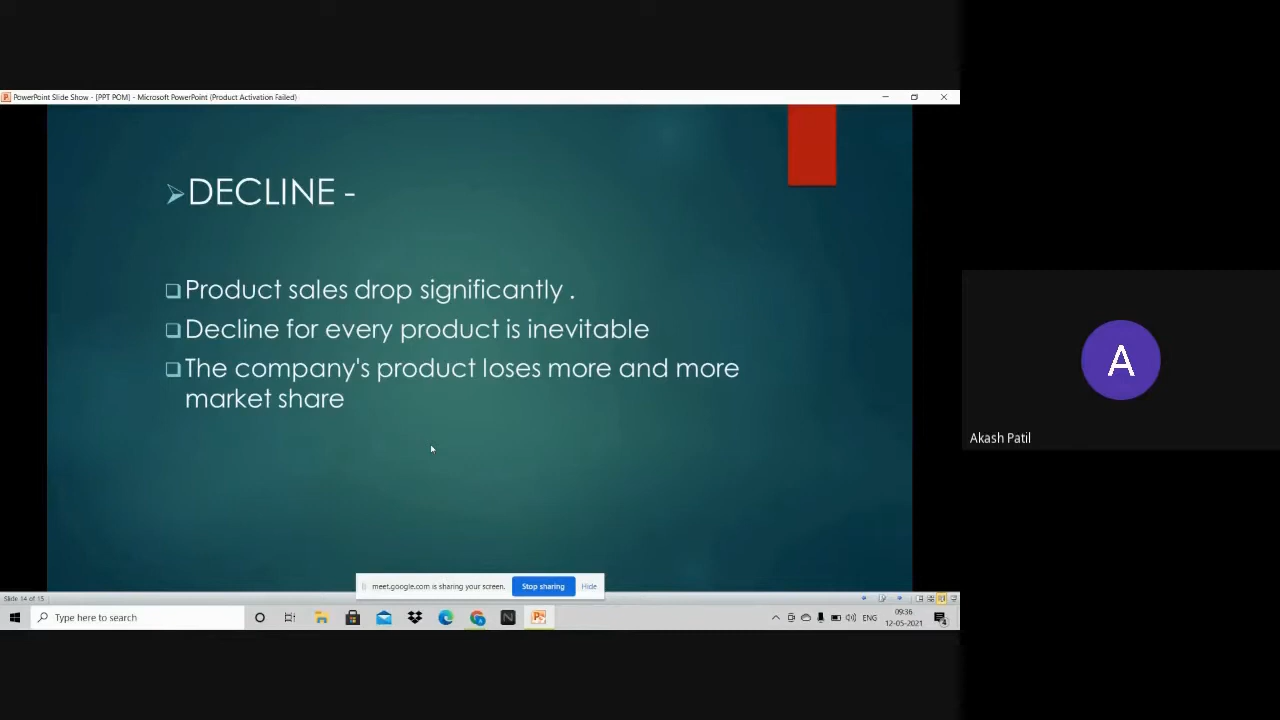 PowerPoint Slide Show - [PPT POM] - Microsoft PowerPoint (Product Activation Failed)
DECLINE -
Product sales drop significantly .
Decline for every product is inevitable
The company's product loses more and more
market share
A
Akash Patil
meet.google.com is sharing your screen.
Stop sharing
Hide
Slide 14 of 15
Type here to search
ENG
09:36
12-05-2021